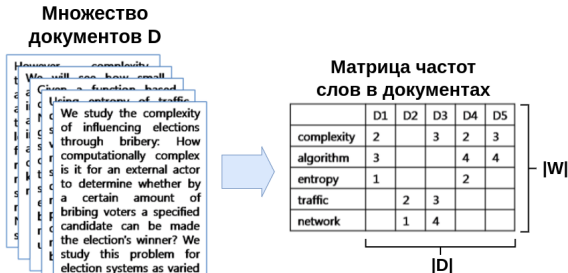 Множество
документов D
However complexity
We will see how small
Given a function based
Using entropy of traffic
We study the complexity
of influencing elections
through bribery: How
computationally complex
is it for an external actor
to determine whether by
a certain amount of
bribing voters a specified
candidate can be made
the election's winner? We
study this problem for
election systems as varied
Матрица частот
слов в документах
D1 D2 D3 D4 D5
complexity 2 3 2 3
algorithm 3 4 4
entropy 1 2
traffic 2 3
network 1 4
|W|
|D|